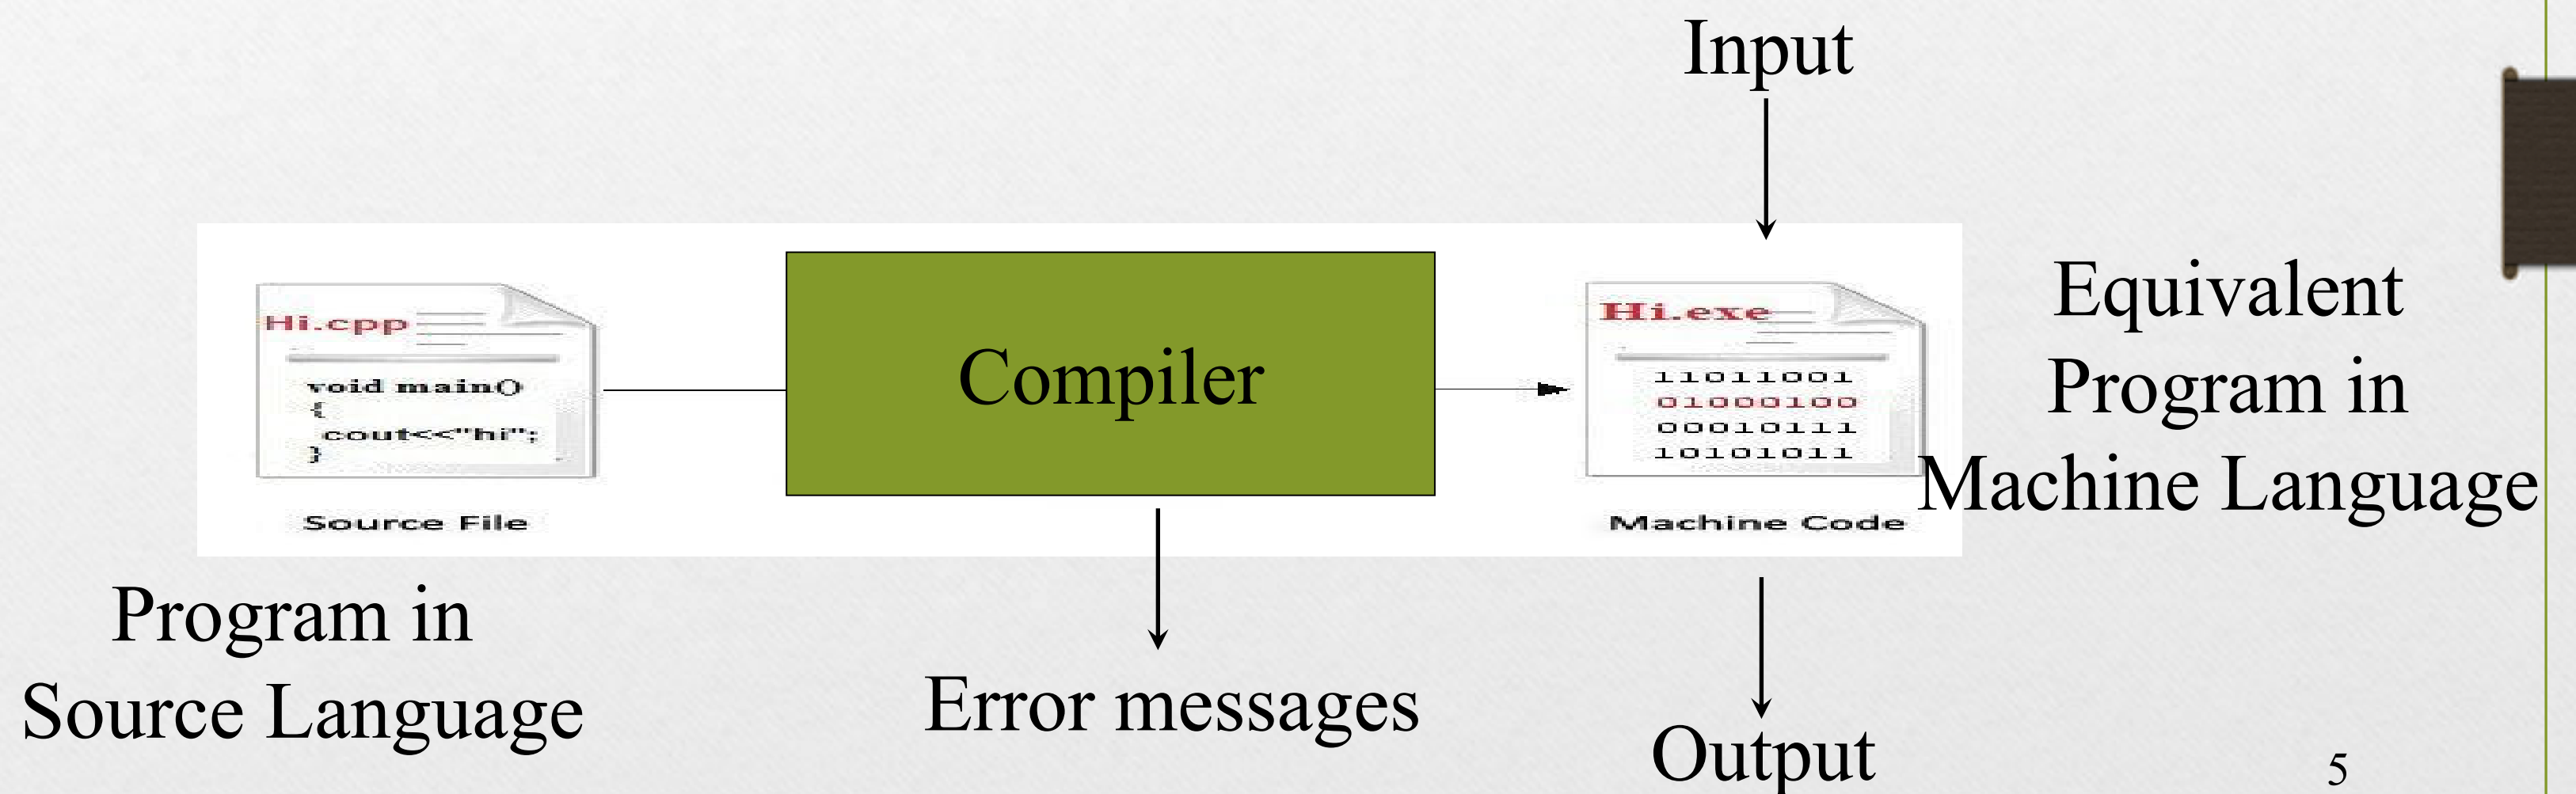 Input
Hi.cpp
void main()
{
cout<<"hi";
}
Source File
Compiler
Hi.exe
11011001
01000100
00010111
10101011
Machine Code
Equivalent
Program in
Machine Language
Program in
Source Language
Error messages
Output
5